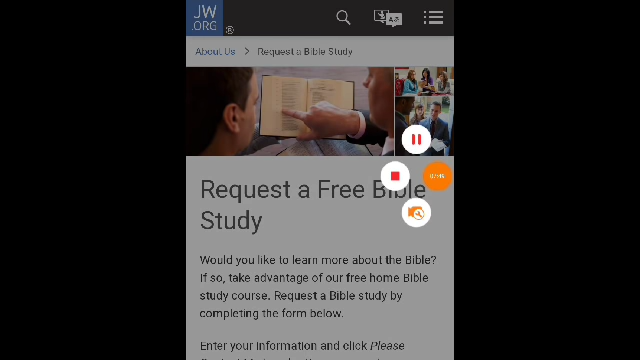 JW
.ORG®
About Us > Request a Bible Study
Request a Free Bible
Study
Would you like to learn more about the Bible?
If so, take advantage of our free home Bible
study course. Request a Bible study by
completing the form below.
Enter your information and click Please